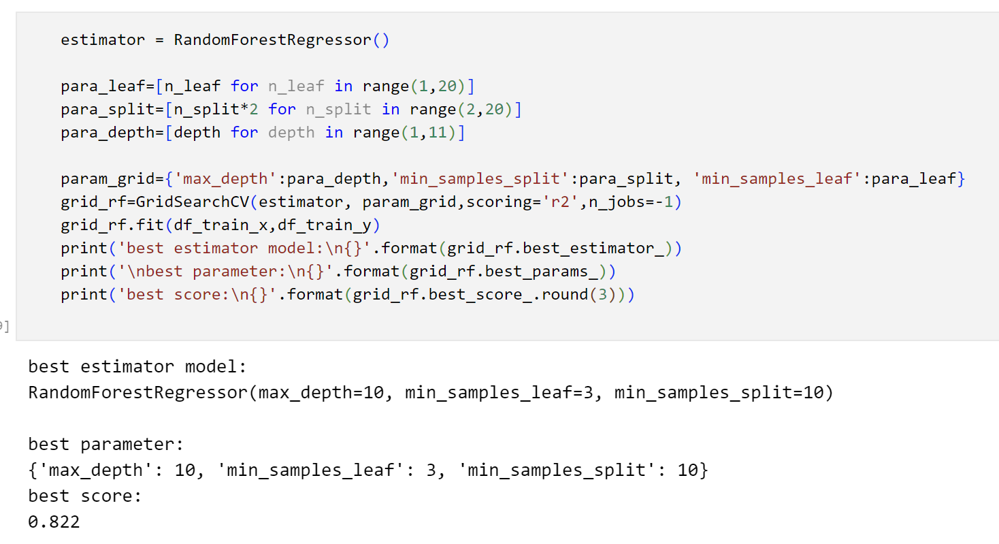 estimator = RandomForestRegressor()
para_leaf=[n_leaf for n_leaf in range(1,20)]
para_split=[n_split*2 for n_split in range(2,20)]
para_depth=[depth for depth in range(1,11)]
param_grid={'max_depth':para_depth,'min_samples_split':para_split, 'min_samples_leaf':para_leaf}
grid_rf=GridSearchCV(estimator, param_grid,scoring='r2',n_jobs=-1)
grid_rf.fit(df_train_x,df_train_y)
print('best estimator model:\n{}'.format(grid_rf.best_estimator_))
print('\nbest parameter:\n{}'.format(grid_rf.best_params_))
print('best score:\n{}'.format(grid_rf.best_score_.round(3)))
]
best estimator model:
RandomForestRegressor(max_depth=10, min_samples_leaf=3, min_samples_split=10)
best parameter:
{'max_depth': 10, 'min_samples_leaf': 3, 'min_samples_split': 10}
best score:
0.822